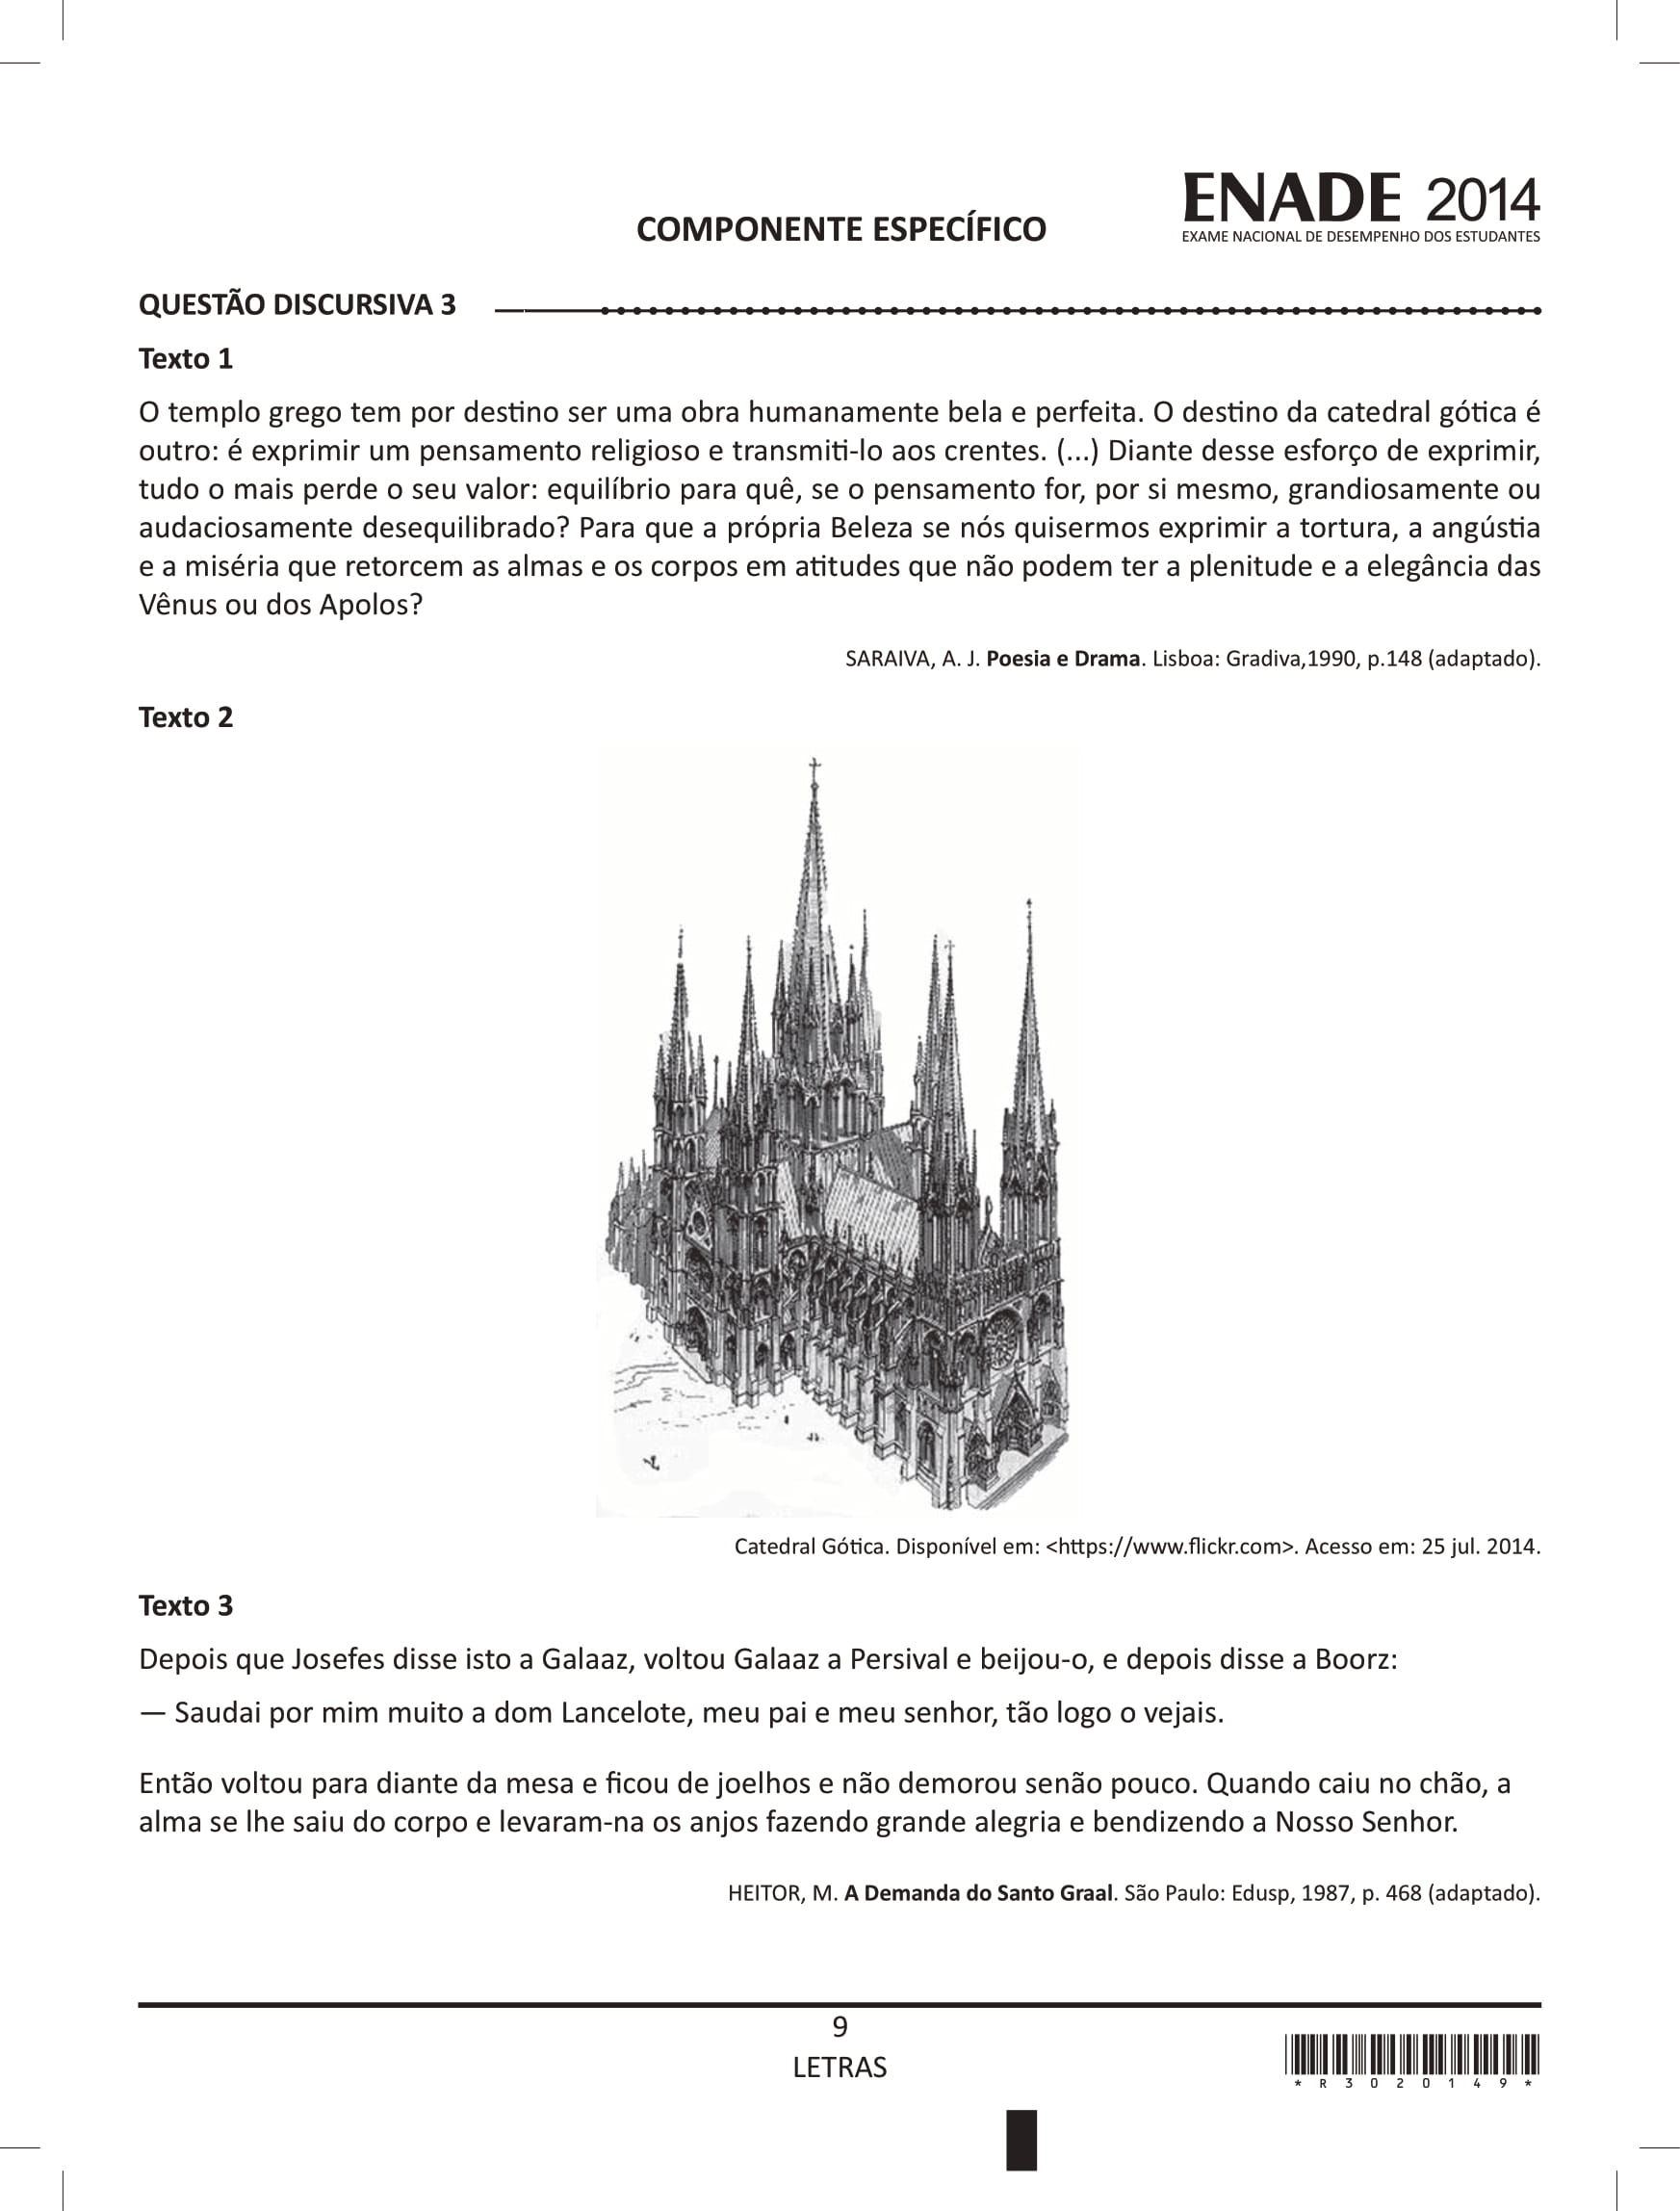 COMPONENTE ESPECÍFICO
ENADE 2014
EXAME NACIONAL DE DESEMPENHO DOS ESTUDANTES
QUESTÃO DISCURSIVA 3
Texto 1
O templo grego tem por destino ser uma obra humanamente bela e perfeita. O destino da catedral gótica é
outro: é exprimir um pensamento religioso e transmiti-lo aos crentes. (...) Diante desse esforço de exprimir,
tudo o mais perde o seu valor: equilíbrio para quê, se o pensamento for, por si mesmo, grandiosamente ou
audaciosamente desequilibrado? Para que a própria Beleza se nós quisermos exprimir a tortura, a angústia
e a miséria que retorcem as almas e os corpos em atitudes que não podem ter a plenitude e a elegância das
Vênus ou dos Apolos?
SARAIVA, A. J. Poesia e Drama. Lisboa: Gradiva,1990, p.148 (adaptado).
Texto 2
Catedral Gótica. Disponível em: <https://www.flickr.com>. Acesso em: 25 jul. 2014.
Texto 3
Depois que Josefes disse isto a Galaaz, voltou Galaaz a Persival e beijou-o, e depois disse a Boorz:
— Saudai por mim muito a dom Lancelote, meu pai e meu senhor, tão logo o vejais.
Então voltou para diante da mesa e ficou de joelhos e não demorou senão pouco. Quando caiu no chão, a
alma se lhe saiu do corpo e levaram-na os anjos fazendo grande alegria e bendizendo a Nosso Senhor.
HEITOR, M. A Demanda do Santo Graal. São Paulo: Edusp, 1987, p. 468 (adaptado).
9
LETRAS
* R 3 0 2 0 1 4 9 *